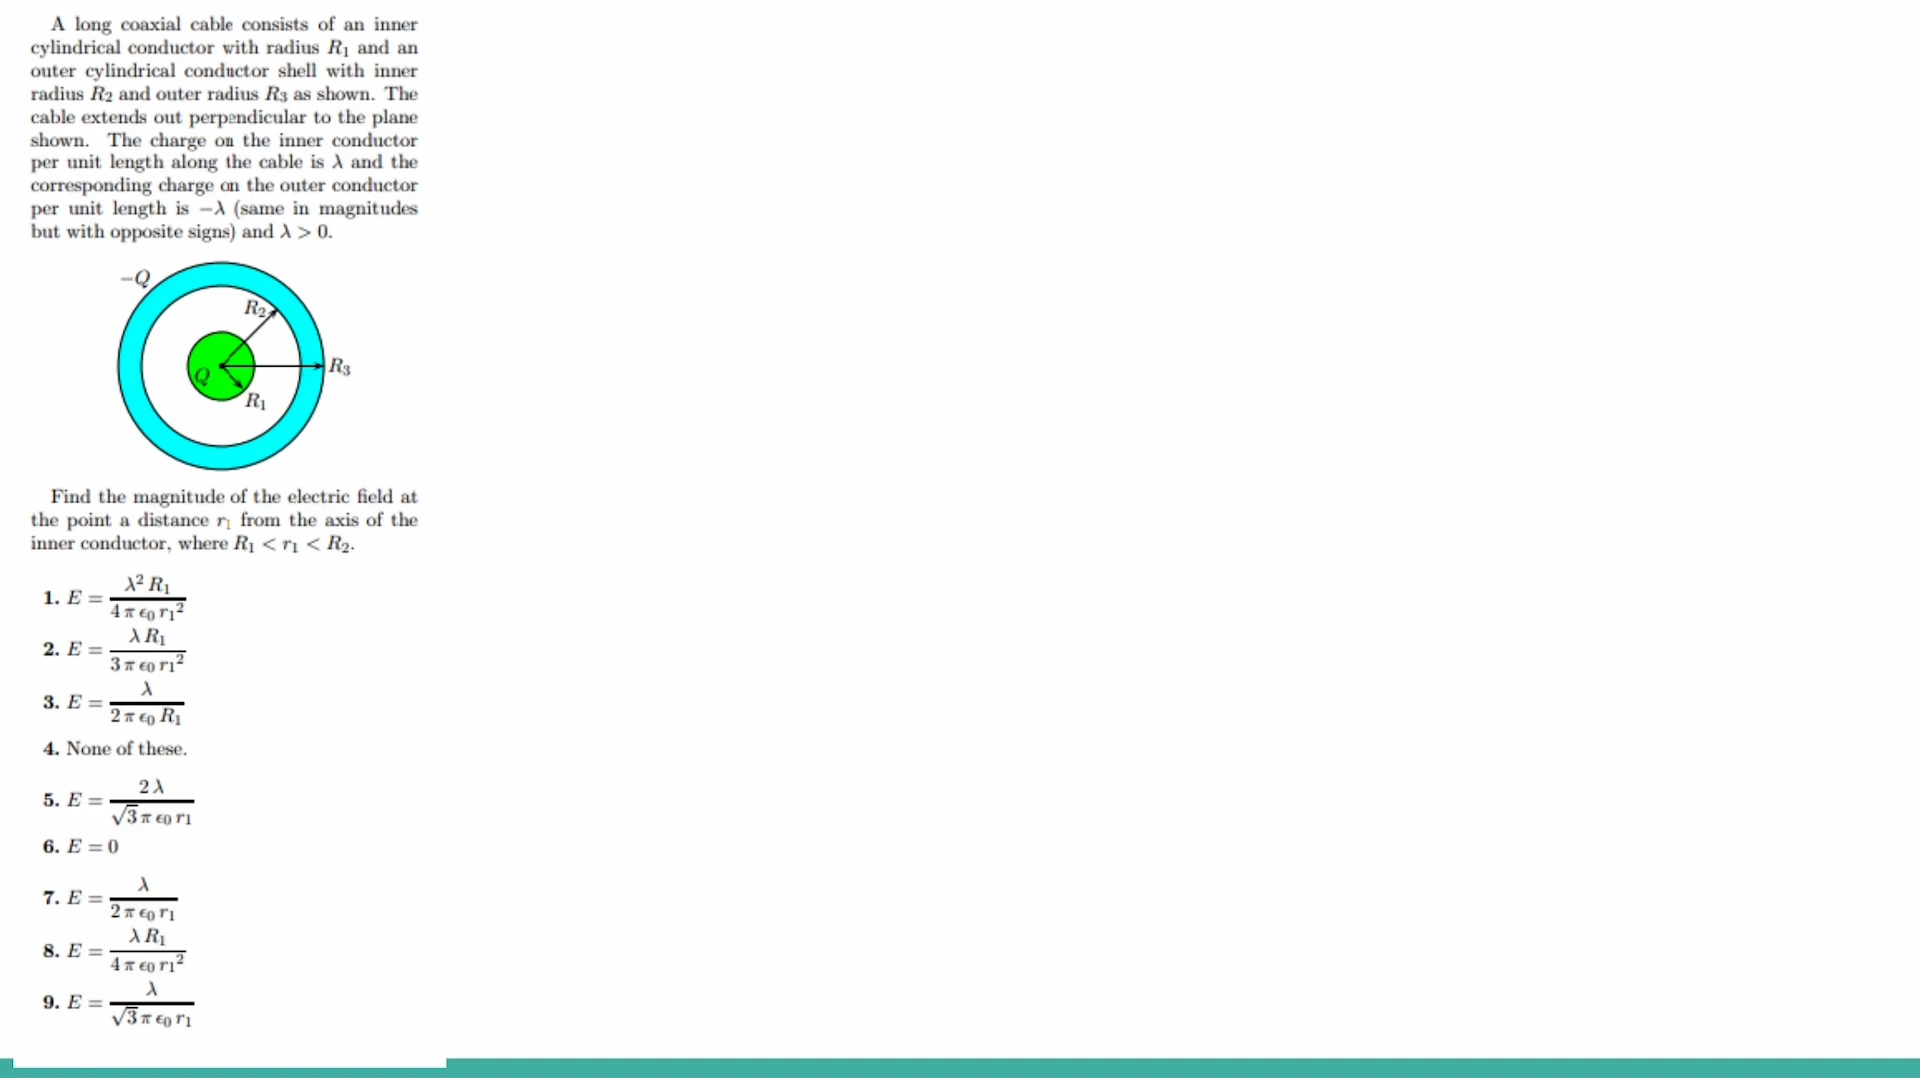 A long coaxial cable consists of an inner
cylindrical conductor with radius R₁ and an
outer cylindrical conductor shell with inner
radius R₂ and outer radius R₃ as shown. The
cable extends out perpendicular to the plane
shown. The charge on the inner conductor
per unit length along the cable is λ and the
corresponding charge on the outer conductor
per unit length is −λ (same in magnitudes
but with opposite signs) and λ > 0.
−Q
R₂
R₃
Q
R₁
Find the magnitude of the electric field at
the point a distance r₁ from the axis of the
inner conductor, where R₁ < r₁ < R₂.
1. E = λ² R₁ / 4 π ϵ₀ r₁²
2. E = λ R₁ / 3 π ϵ₀ r₁²
3. E = λ / 2 π ϵ₀ R₁
4. None of these.
5. E = 2 λ / √3 π ϵ₀ r₁
6. E = 0
7. E = λ / 2 π ϵ₀ r₁
8. E = λ R₁ / 4 π ϵ₀ r₁²
9. E = λ / √3 π ϵ₀ r₁